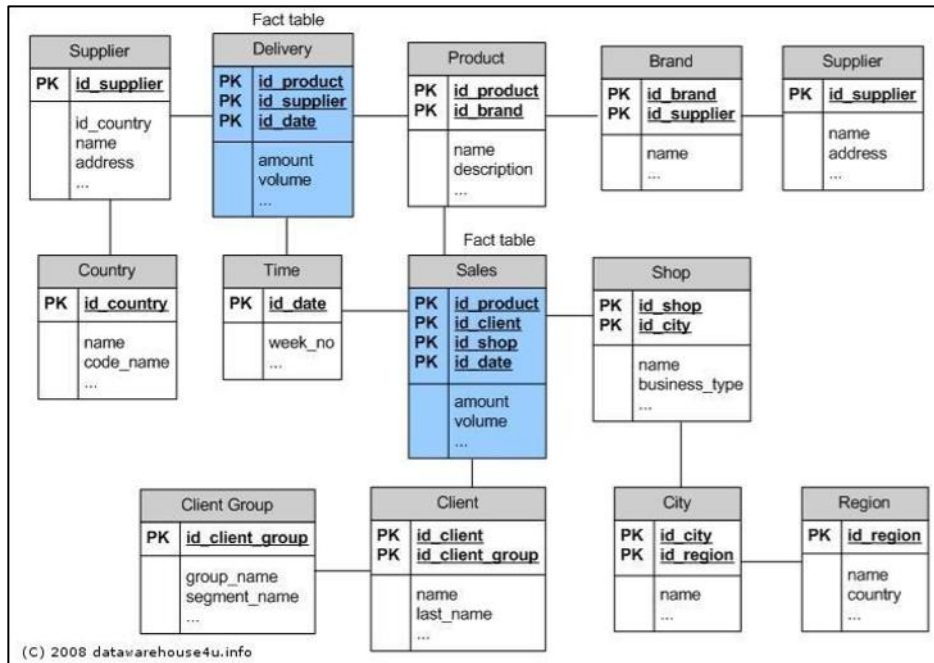 Fact table
Supplier
PK id_supplier
id_country
name
address
...
Delivery
PK id_product
PK id_supplier
PK id_date
amount
volume
...
Product
PK id_product
PK id_brand
name
description
...
Brand
PK id_brand
PK id_supplier
name
...
Supplier
PK id_supplier
name
address
...
Country
PK id_country
name
code_name
...
Time
PK id_date
week_no
...
Fact table
Sales
PK id_product
PK id_client
PK id_shop
PK id_date
amount
volume
...
Shop
PK id_shop
PK id_city
name
business_type
...
Client Group
PK id_client_group
group_name
segment_name
...
Client
PK id_client
PK id_client_group
name
last_name
...
City
PK id_city
PK id_region
name
...
Region
PK id_region
name
country
...
(C) 2008 datawarehouse4u.info